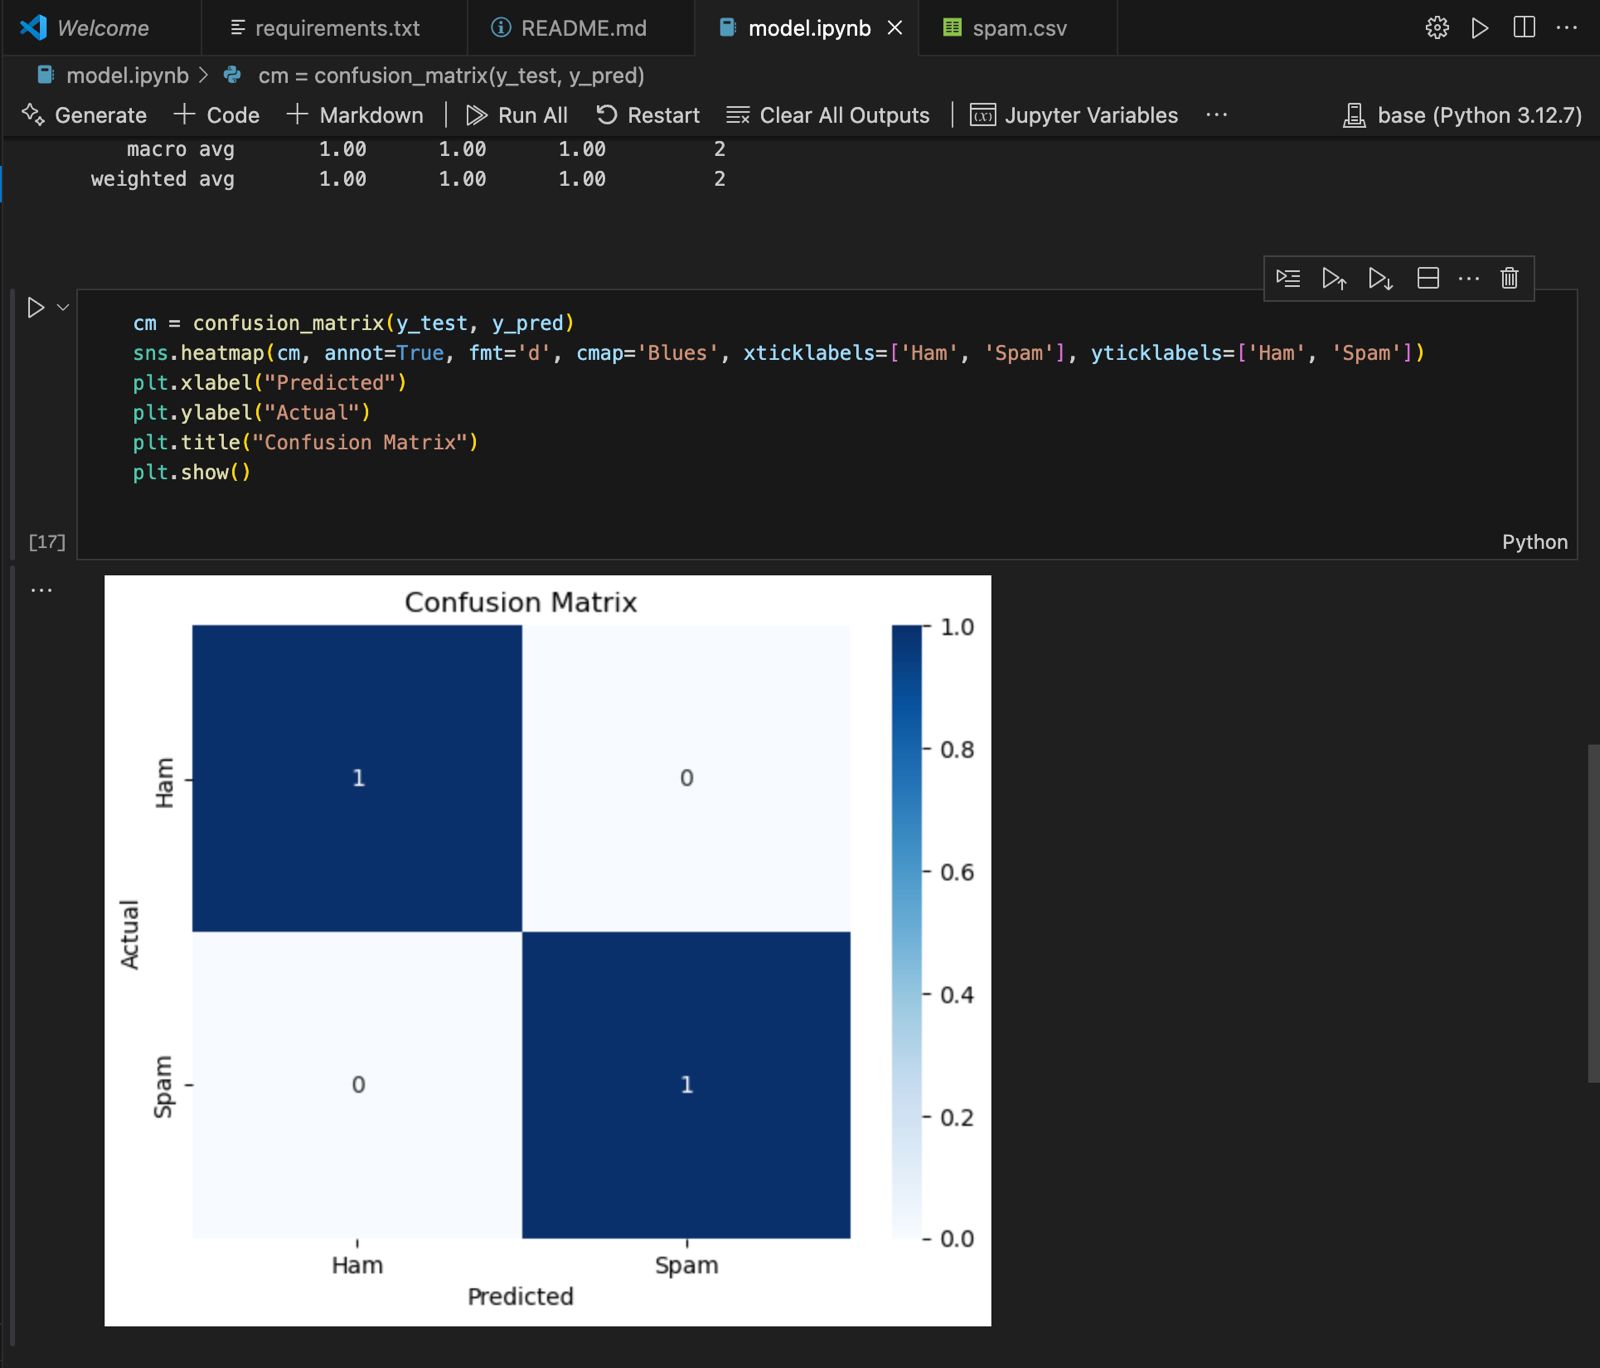 Welcome requirements.txt README.md model.ipynb spam.csv
model.ipynb > cm = confusion_matrix(y_test, y_pred)
Generate + Code + Markdown | Run All Restart Clear All Outputs | Jupyter Variables ··· base (Python 3.12.7)
macro avg 1.00 1.00 1.00 2
weighted avg 1.00 1.00 1.00 2
cm = confusion_matrix(y_test, y_pred)
sns.heatmap(cm, annot=True, fmt='d', cmap='Blues', xticklabels=['Ham', 'Spam'], yticklabels=['Ham', 'Spam'])
plt.xlabel("Predicted")
plt.ylabel("Actual")
plt.title("Confusion Matrix")
plt.show()
[17] Python
Confusion Matrix
1.0
0.8
Ham 1 0
0.6
Actual
0.4
Spam 0 1
0.2
0.0
Ham Spam
Predicted